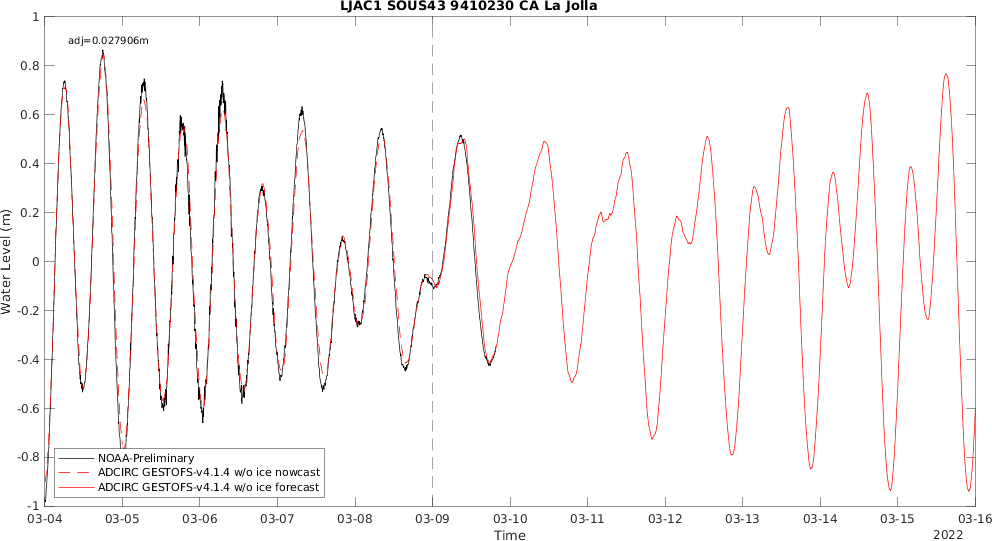 LJAC1 SOUS43 9410230 CA La Jolla
adj=0.027906m
Water Level (m)
1
0.8
0.6
0.4
0.2
0
-0.2
-0.4
-0.6
-0.8
-1
NOAA-Preliminary
ADCIRC GESTOFS-v4.1.4 w/o ice nowcast
ADCIRC GESTOFS-v4.1.4 w/o ice forecast
03-04 03-05 03-06 03-07 03-08 03-09 03-10 03-11 03-12 03-13 03-14 03-15 03-16
Time
2022